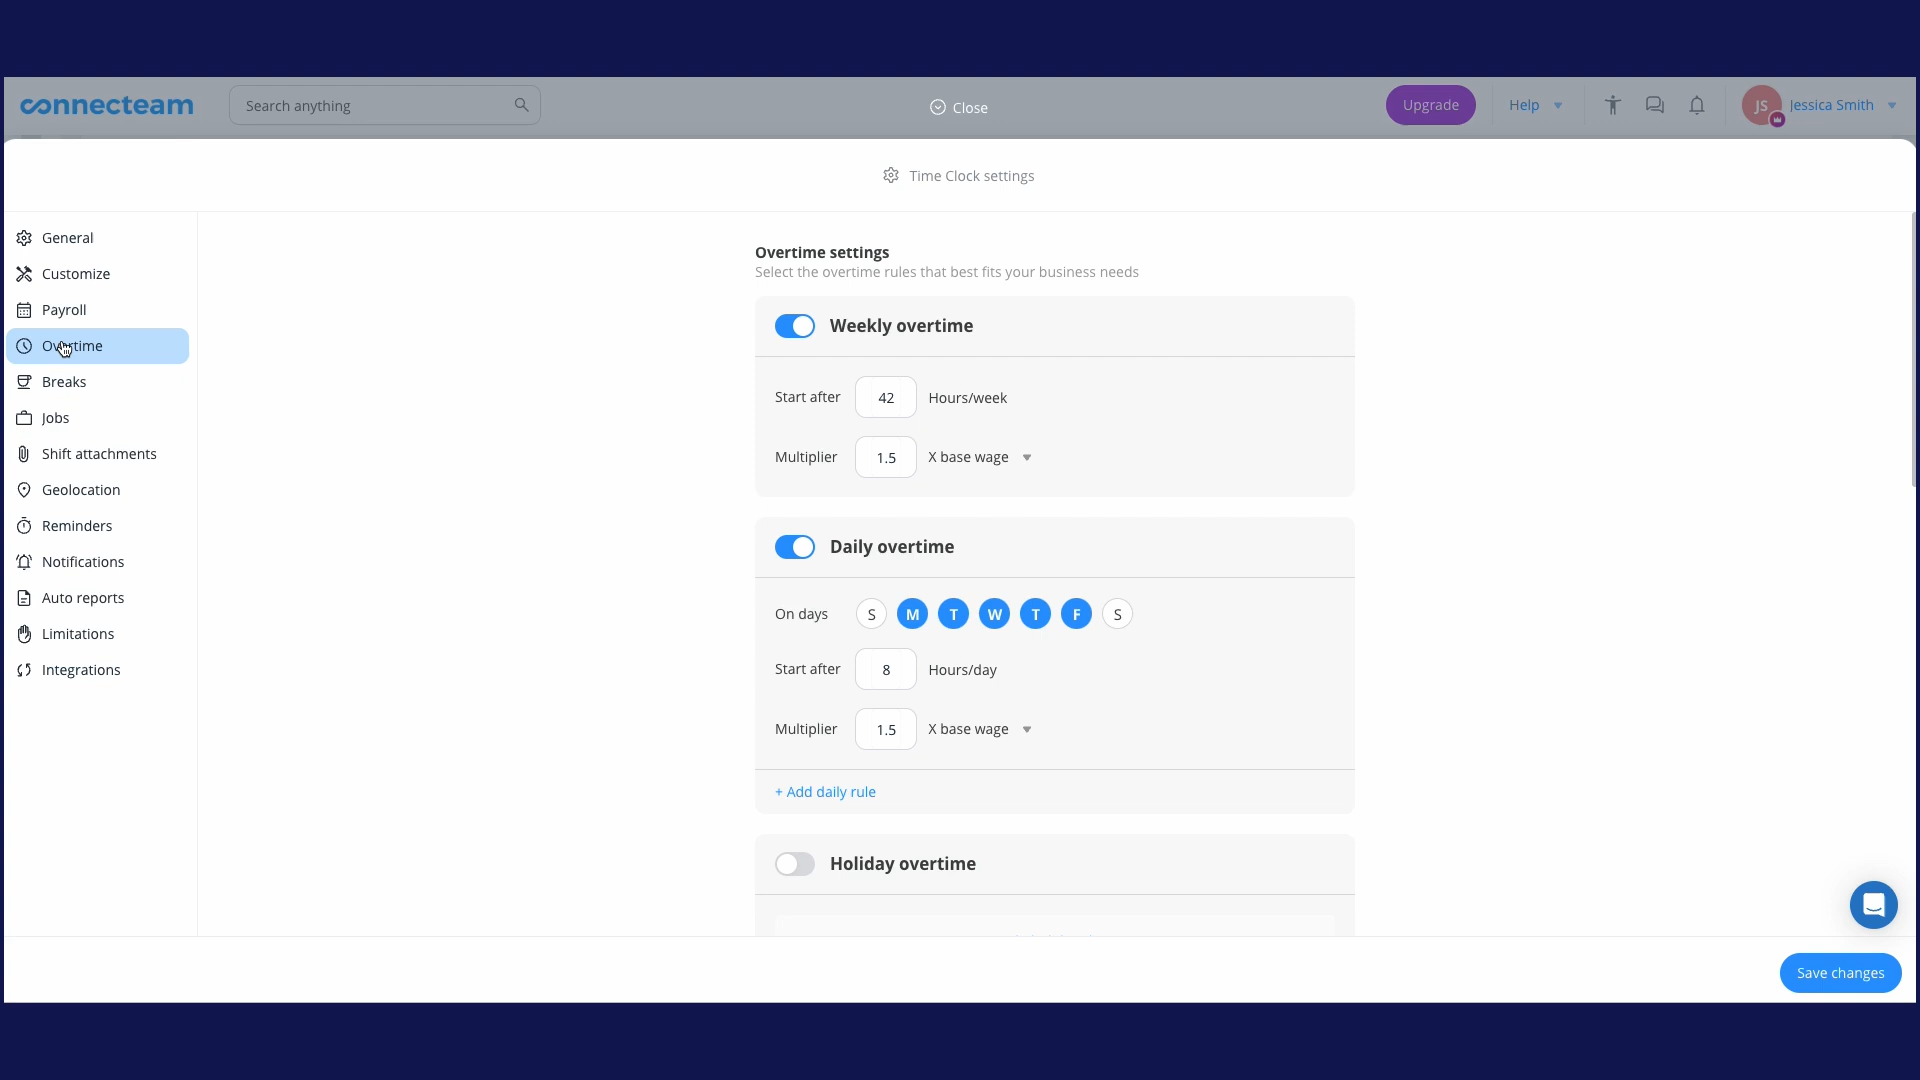 connecteam
Search anything
Close
Upgrade
Help
JS
Jessica Smith
Time Clock settings
General
Customize
Payroll
Overtime
Breaks
Jobs
Shift attachments
Geolocation
Reminders
Notifications
Auto reports
Limitations
Integrations
Overtime settings
Select the overtime rules that best fits your business needs
Weekly overtime
Start after 42 Hours/week
Multiplier 1.5 X base wage
Daily overtime
On days S M T W T F S
Start after 8 Hours/day
Multiplier 1.5 X base wage
+ Add daily rule
Holiday overtime
Save changes